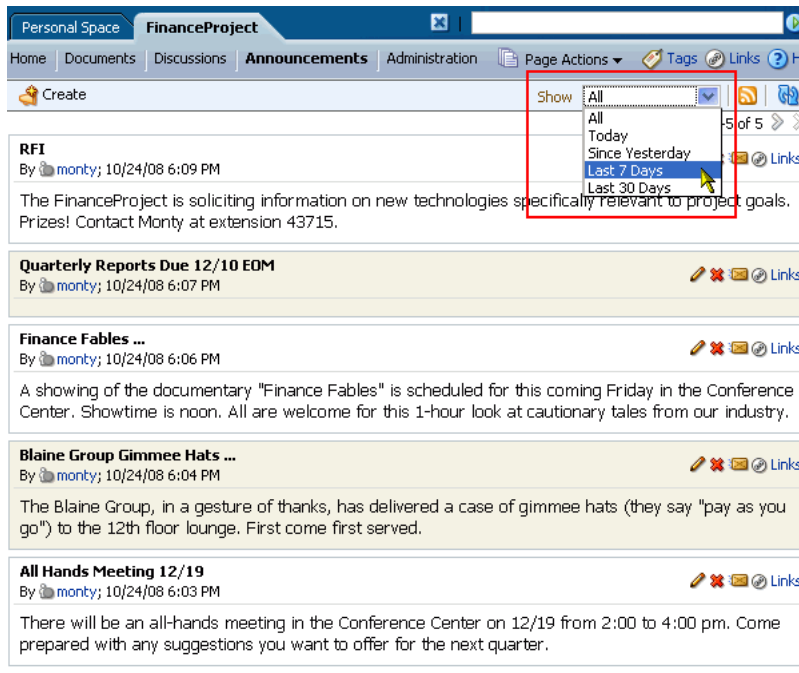 Personal Space FinanceProject
Home Documents Discussions Announcements Administration Page Actions Tags Links
Create Show All
-5 of 5
All
Today
Since Yesterday
Last 7 Days
Last 30 Days
RFI
By monty; 10/24/08 6:09 PM Links
The FinanceProject is soliciting information on new technologies specifically relevant to project goals.
Prizes! Contact Monty at extension 43715.
Quarterly Reports Due 12/10 EOM
By monty; 10/24/08 6:07 PM Links
Finance Fables ...
By monty; 10/24/08 6:06 PM Links
A showing of the documentary "Finance Fables" is scheduled for this coming Friday in the Conference
Center. Showtime is noon. All are welcome for this 1-hour look at cautionary tales from our industry.
Blaine Group Gimmee Hats ...
By monty; 10/24/08 6:04 PM Links
The Blaine Group, in a gesture of thanks, has delivered a case of gimmee hats (they say "pay as you
go") to the 12th floor lounge. First come first served.
All Hands Meeting 12/19
By monty; 10/24/08 6:03 PM Links
There will be an all-hands meeting in the Conference Center on 12/19 from 2:00 to 4:00 pm. Come
prepared with any suggestions you want to offer for the next quarter.